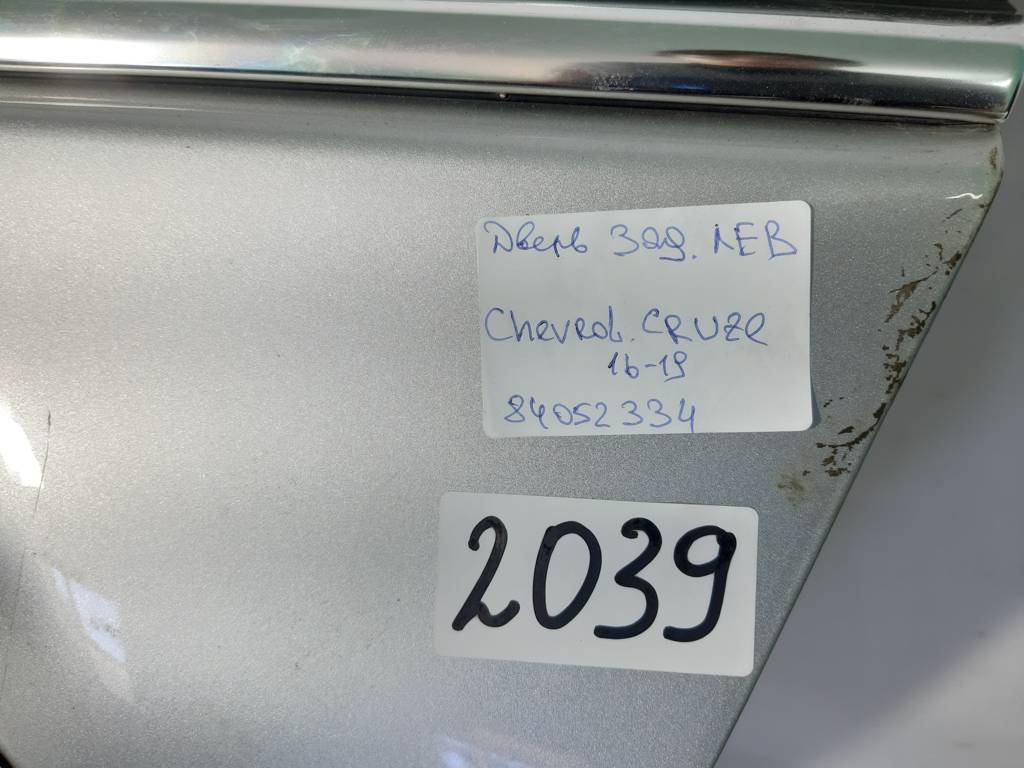 Дверь зад. ЛЕВ
Chevrol. CRUZe
16-19
84052334
2039